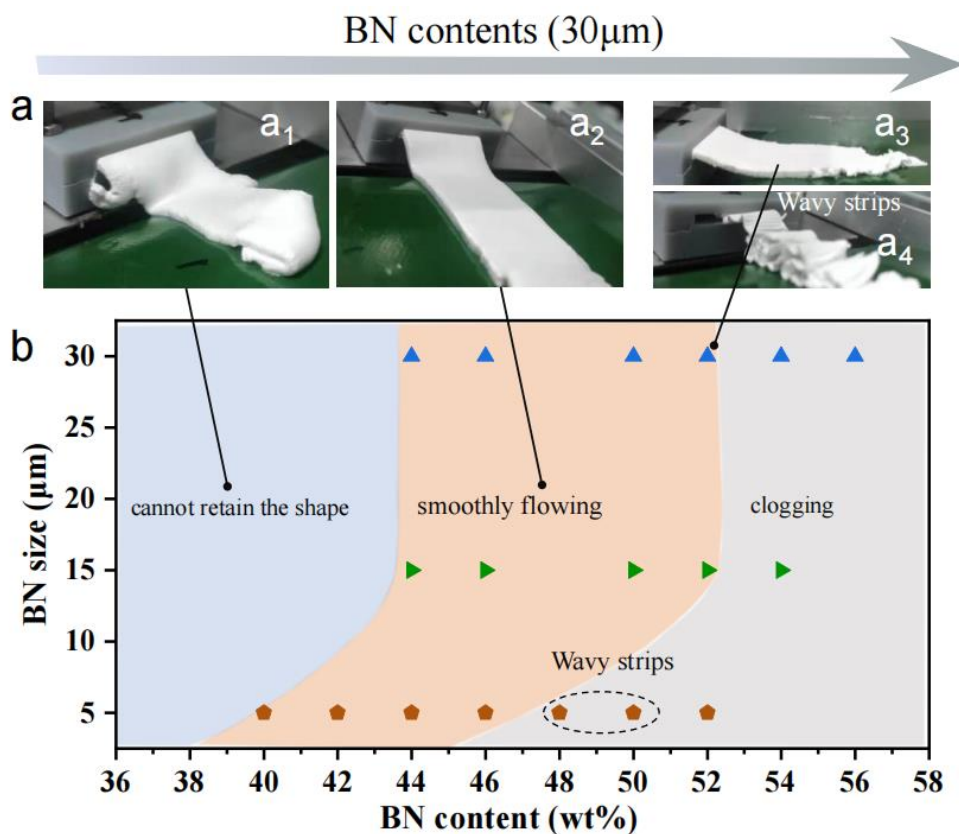 BN contents (30μm)
a
a1
a2
a3
Wavy strips
a4
b
30
25
20
15
10
5
BN size (μm)
cannot retain the shape
smoothly flowing
clogging
Wavy strips
36 38 40 42 44 46 48 50 52 54 56 58
BN content (wt%)